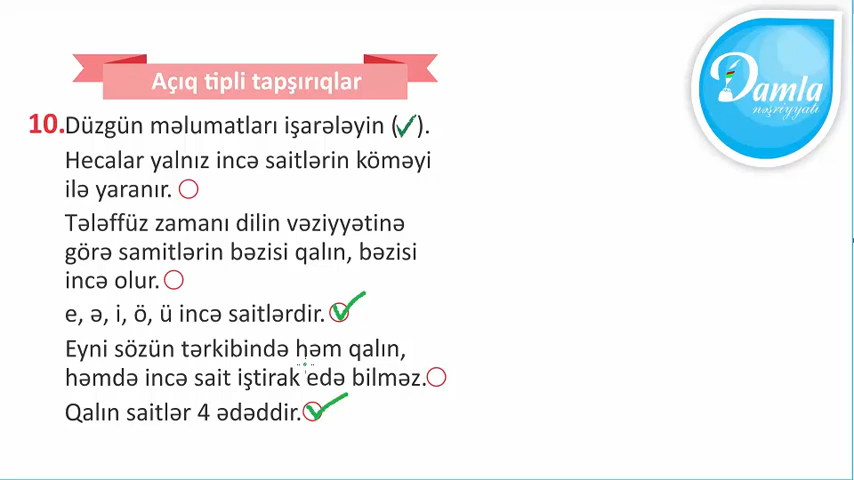 Açıq tipli tapşırıqlar
Damla
nəşriyyatı
10. Düzgün məlumatları işarələyin (✓).
Hecalar yalnız incə saitlərin köməyi
ilə yaranır.
Tələffüz zamanı dilin vəziyyətinə
görə samitlərin bəzisi qalın, bəzisi
incə olur.
e, ə, i, ö, ü incə saitlərdir. ✓
Eyni sözün tərkibində həm qalın,
həmdə incə sait iştirak edə bilməz.
Qalın saitlər 4 ədəddir. ✓